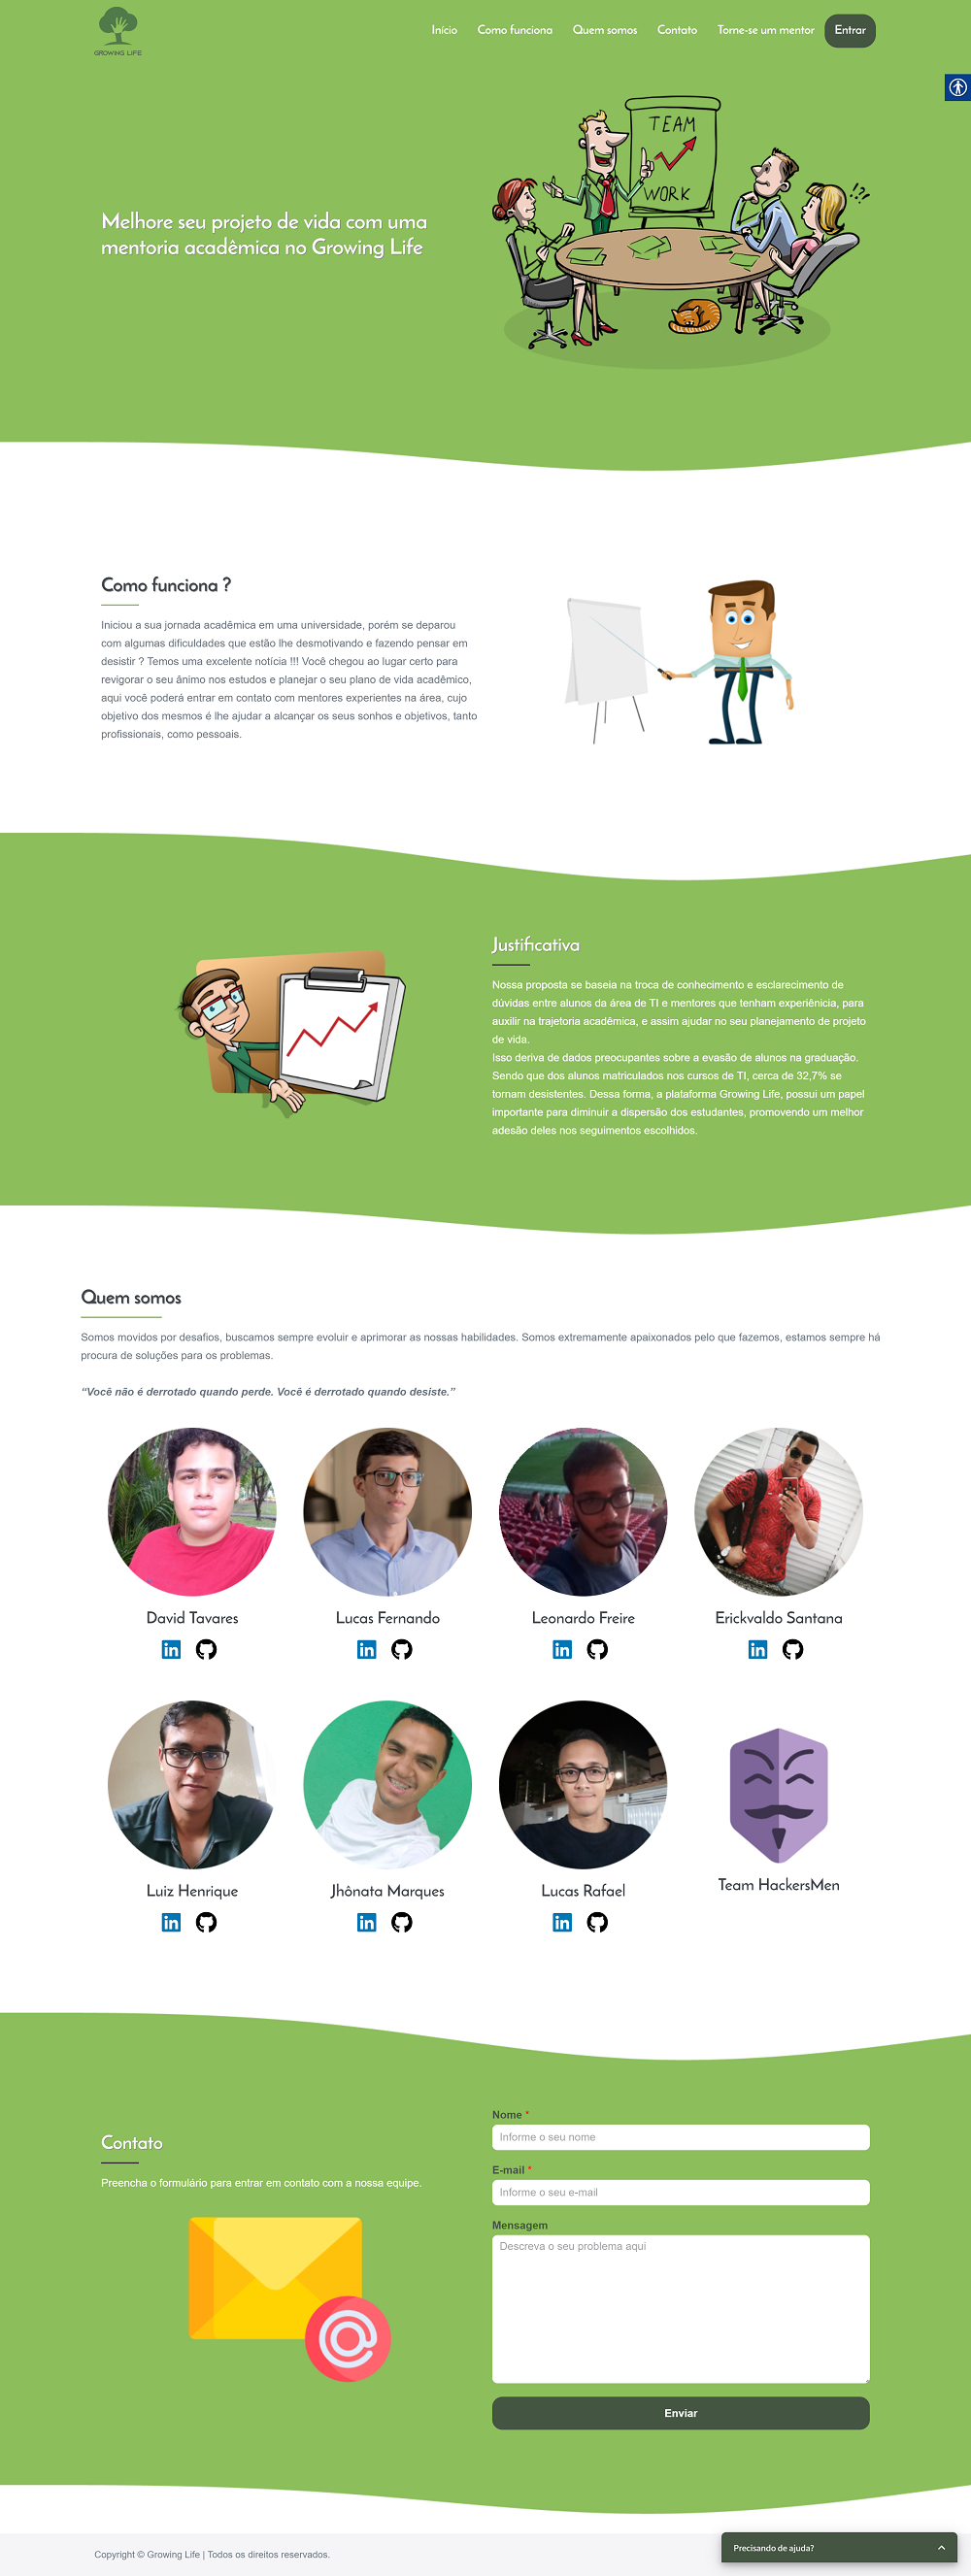 GROWING LIFE
Início Como funciona Quem somos Contato Torne-se um mentor Entrar
TEAM
WORK
!?!
Melhore seu projeto de vida com uma
mentoria acadêmica no Growing Life
Como funciona ?
Iniciou a sua jornada acadêmica em uma universidade, porém se deparou
com algumas dificuldades que estão lhe desmotivando e fazendo pensar em
desistir ? Temos uma excelente notícia !!! Você chegou ao lugar certo para
revigorar o seu ânimo nos estudos e planejar o seu plano de vida acadêmico,
aqui você poderá entrar em contato com mentores experientes na área, cujo
objetivo dos mesmos é lhe ajudar a alcançar os seus sonhos e objetivos, tanto
profissionais, como pessoais.
Justificativa
Nossa proposta se baseia na troca de conhecimento e esclarecimento de
dúvidas entre alunos da área de TI e mentores que tenham experiênicia, para
auxilir na trajetoria acadêmica, e assim ajudar no seu planejamento de projeto
de vida.
Isso deriva de dados preocupantes sobre a evasão de alunos na graduação.
Sendo que dos alunos matriculados nos cursos de TI, cerca de 32,7% se
tornam desistentes. Dessa forma, a plataforma Growing Life, possui um papel
importante para diminuir a dispersão dos estudantes, promovendo um melhor
adesão deles nos seguimentos escolhidos.
Quem somos
Somos movidos por desafios, buscamos sempre evoluir e aprimorar as nossas habilidades. Somos extremamente apaixonados pelo que fazemos, estamos sempre há
procura de soluções para os problemas.
“Você não é derrotado quando perde. Você é derrotado quando desiste.”
David Tavares
Lucas Fernando
Leonardo Freire
Erickvaldo Santana
in in in in
Luiz Henrique
Jhônata Marques
Lucas Rafael
Team HackersMen
in in in
Contato
Preencha o formulário para entrar em contato com a nossa equipe.
Nome *
Informe o seu nome
E-mail *
Informe o seu e-mail
Mensagem
Descreva o seu problema aqui
Enviar
Copyright © Growing Life | Todos os direitos reservados.
Precisando de ajuda?